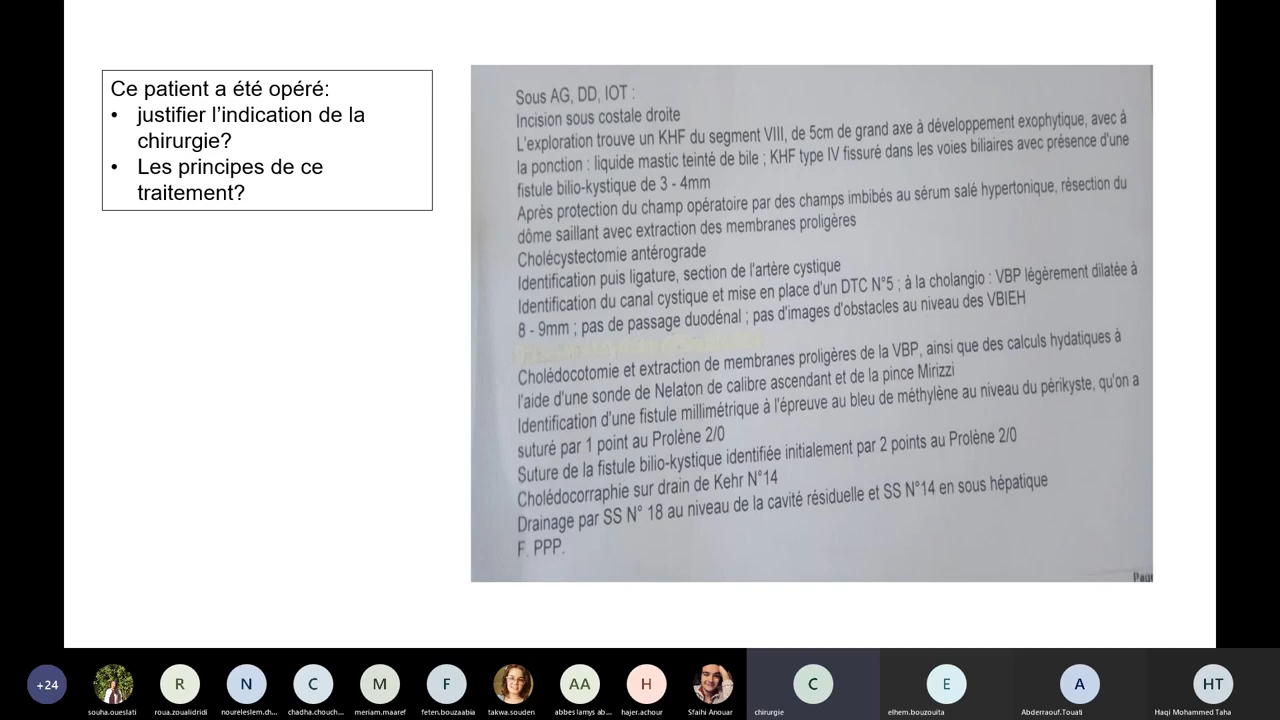 Ce patient a été opéré:
• justifier l'indication de la
chirurgie?
• Les principes de ce
traitement?
Sous AG, DD, IOT :
Incision sous costale droite
L'exploration trouve un KHF du segment VIII, de 5cm de grand axe à développement exophytique, avec à
la ponction : liquide mastic teinté de bile ; KHF type IV fissuré dans les voies biliaires avec présence d'une
fistule bilio-kystique de 3 - 4mm
Après protection du champ opératoire par des champs imbibés au sérum salé hypertonique, résection du
dôme saillant avec extraction des membranes proligères
Cholécystectomie antérograde
Identification puis ligature, section de l'artère cystique
Identification du canal cystique et mise en place d'un DTC N°5 ; à la cholangio : VBP légèrement dilatée à
8 - 9mm ; pas de passage duodénal ; pas d'images d'obstacles au niveau des VBIEH
Cholédocotomie et extraction de membranes proligères de la VBP, ainsi que des calculs hydatiques à
l'aide d'une sonde de Nelaton de calibre ascendant et de la pince Mirizzi
Identification d'une fistule millimétrique à l'épreuve au bleu de méthylène au niveau du périkyste, qu'on a
suturé par 1 point au Prolène 2/0
Suture de la fistule bilio-kystique identifiée initialement par 2 points au Prolène 2/0
Cholédocorraphie sur drain de Kehr N°14
Drainage par SS N° 18 au niveau de la cavité résiduelle et SS N°14 en sous hépatique
F. PPP.
+24
R
N
C
M
F
AA
H
C
E
A
HT
souha.oueslati
roua.zoualidridi
noureleslem.ch...
chadha.chouch...
meriam.maaref
feten.bouzaabia
takwa.souden
abbes lamys ab...
hajer.achour
Sfaihi Anouar
chirurgie
elhem.bouzouita
Abderraouf.Touati
Haqi Mohammed Taha